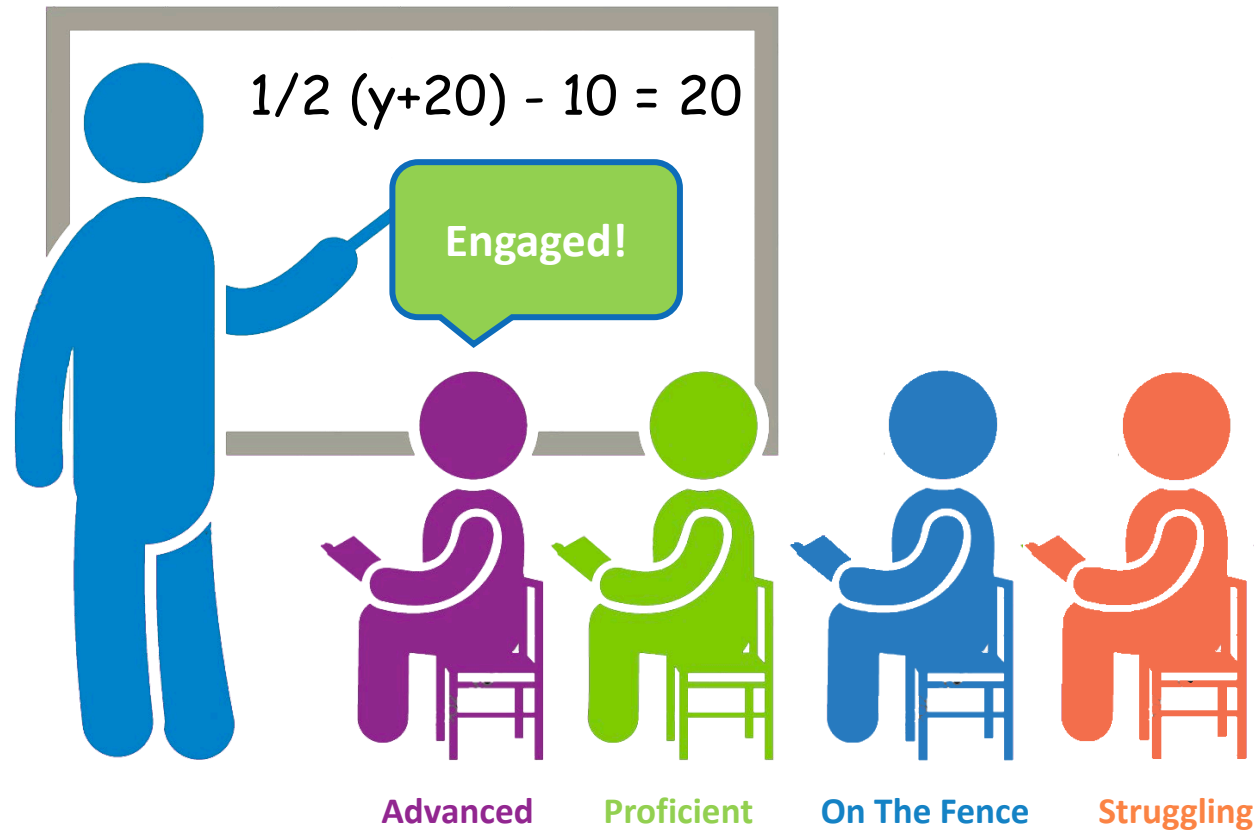 1/2 (y+20) - 10 = 20
Engaged!
Advanced Proficient On The Fence Struggling